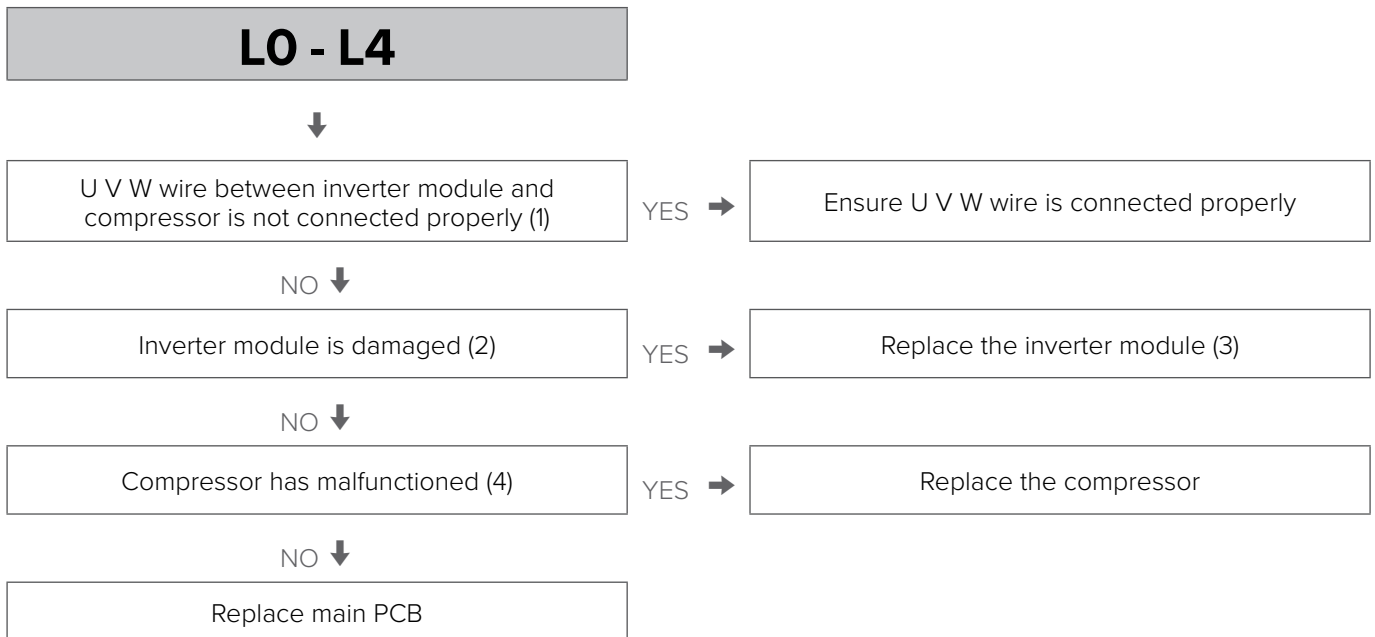 L0 - L4
U V W wire between inverter module and
compressor is not connected properly (1)
YES
Ensure U V W wire is connected properly
NO
Inverter module is damaged (2)
YES
Replace the inverter module (3)
NO
Compressor has malfunctioned (4)
YES
Replace the compressor
NO
Replace main PCB